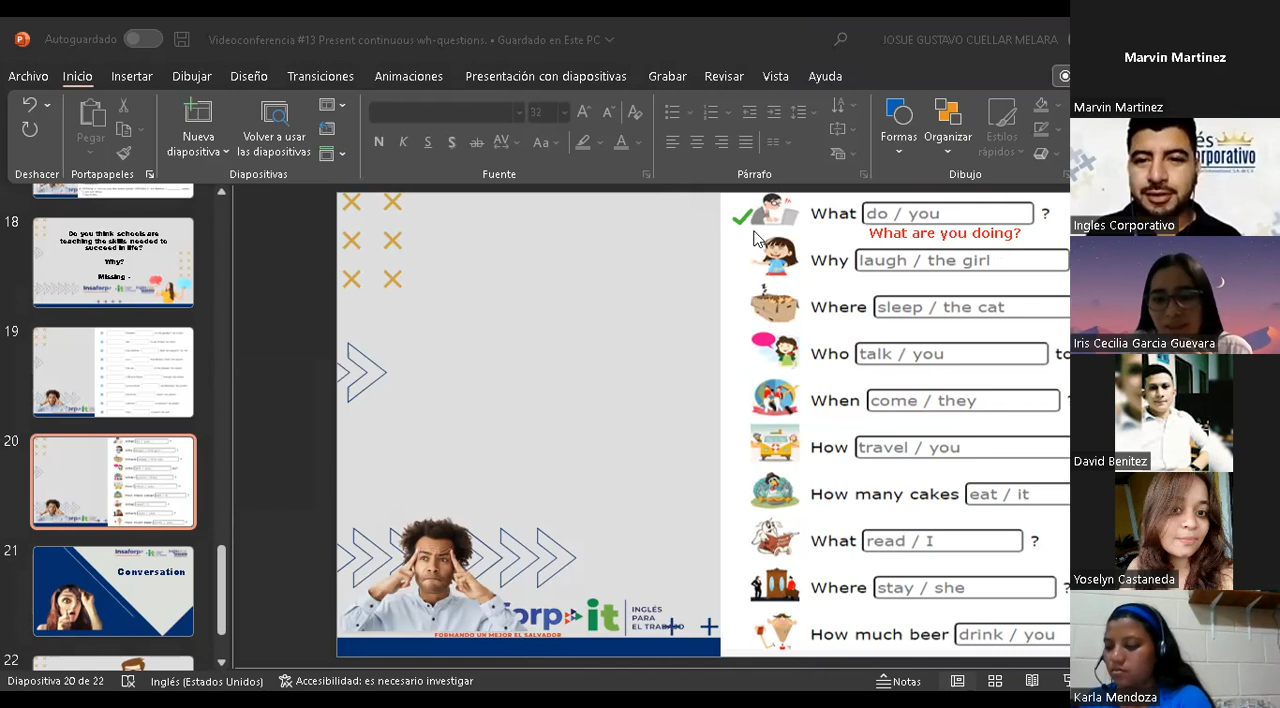 Autoguardado
Videoconferencia #13 Present continuous wh-questions. • Guardado en Este PC
JOSUE GUSTAVO CUELLAR MELARA
Archivo Inicio Insertar Dibujar Diseño Transiciones Animaciones Presentación con diapositivas Grabar Revisar Vista Ayuda
Pegar
Nueva diapositiva
Volver a usar las diapositivas
32
N K S S ab AV Aa A
Formas
Organizar
Estilos rápidos
Deshacer Portapapeles Diapositivas Fuente Párrafo Dibujo
18
Do you think schools are
teaching the skills needed to
succeed in life?
Why?
Missing -
19
20
21
Conversation
22
What do / you ?
What are you doing?
Why laugh / the girl
Where sleep / the cat
Who talk / you to
When come / they ?
How travel / you
How many cakes eat / it
What read / I ?
Where stay / she ?
How much beer drink / you
insaforp it
INGLÉS
PARA
EL TRABAJO
FORMANDO UN MEJOR EL SALVADOR
Diapositiva 20 de 22
Inglés (Estados Unidos)
Accesibilidad: es necesario investigar
Notas
Marvin Martinez
Marvin Martinez
Ingles Corporativo
Iris Cecilia Garcia Guevara
David Benitez
Yoselyn Castaneda
Karla Mendoza